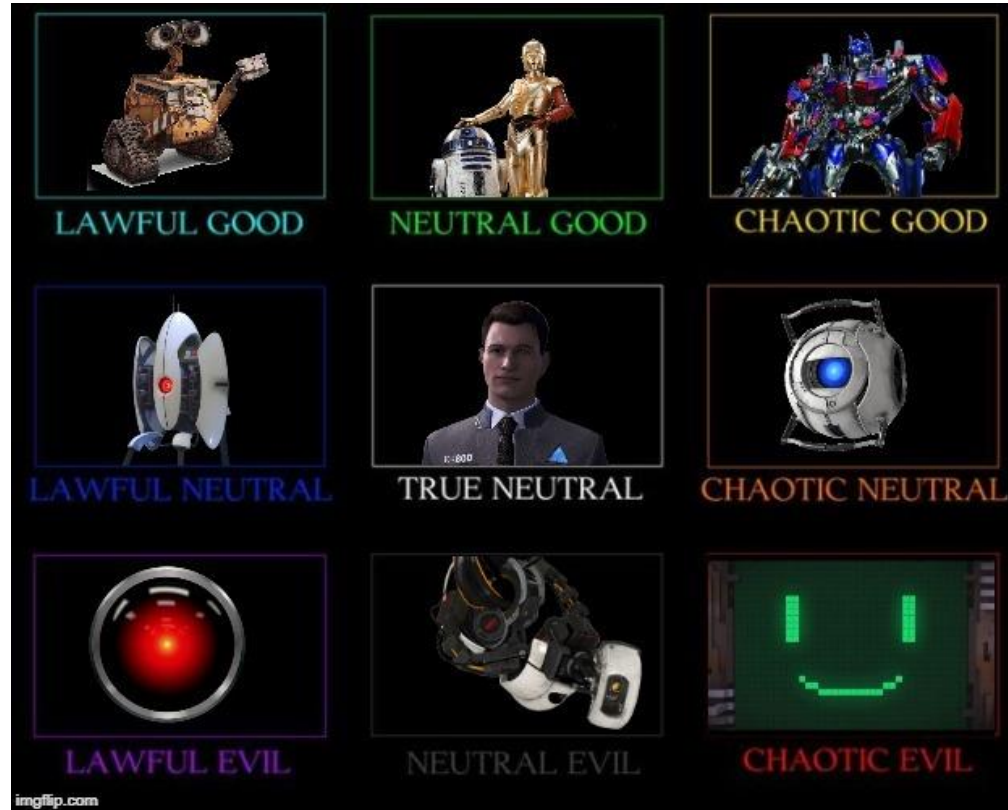 LAWFUL GOOD
NEUTRAL GOOD
CHAOTIC GOOD
LAWFUL NEUTRAL
TRUE NEUTRAL
CHAOTIC NEUTRAL
LAWFUL EVIL
NEUTRAL EVIL
CHAOTIC EVIL
imgflip.com